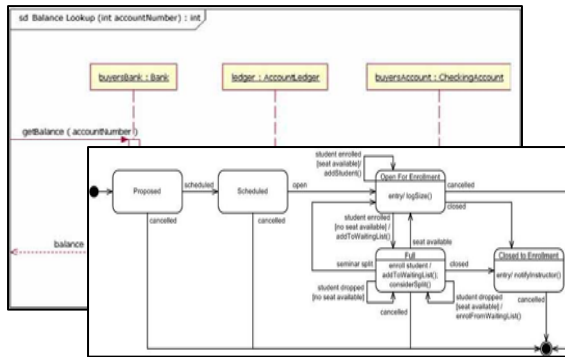 sd Balance Lookup (int accountNumber) : int
buyersBank : Bank
ledger : AccountLedger
buyersAccount : CheckingAccount
getBalance ( accountNumber )
balance
student enrolled
[seat available]/
addStudent()
Proposed
scheduled
Scheduled
open
Open For Enrollment
entry/ logSize()
cancelled
closed
cancelled
cancelled
student enrolled
[no seat available] /
addToWaitingList()
seat available
seminar split
Full
enroll student /
addToWaitingList();
considerSplit()
closed
Closed to Enrollment
entry/ notifyInstructor()
student dropped
[no seat available]
cancelled
student dropped
[seat available] /
enrolFromWaitingList()
cancelled